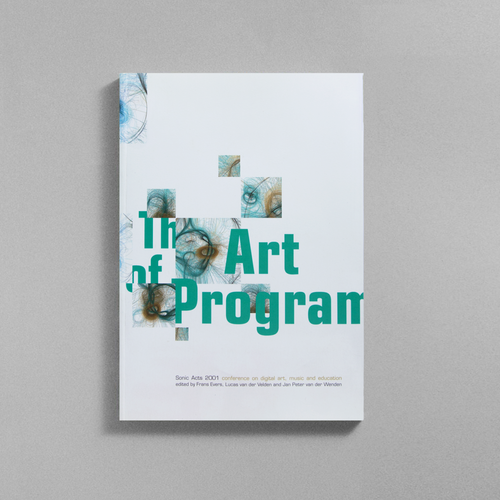 Th Art
of Program
Sonic Acts 2001 conference on digital art, music and education
edited by Frans Evers, Lucas van der Velden and Jan Peter van der Wenden